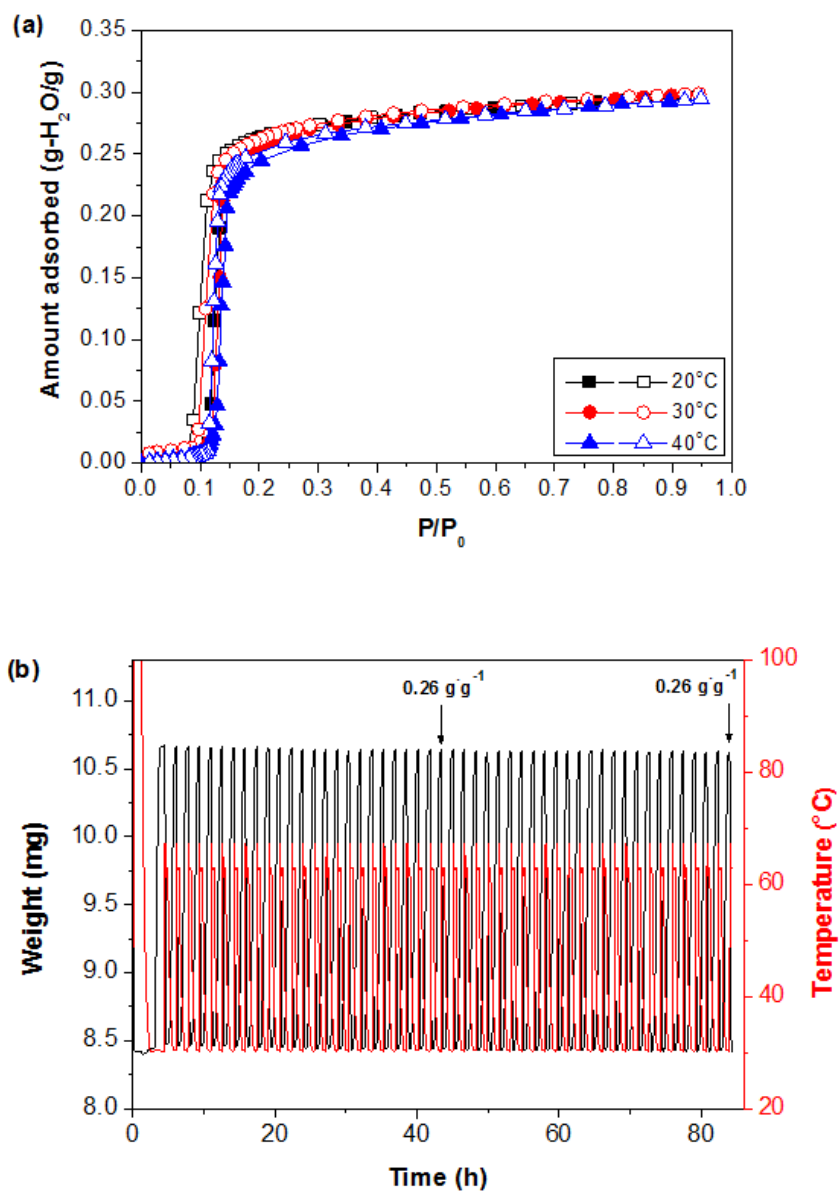 (a)
0.35
0.30
0.25
0.20
0.15
0.10
0.05
0.00
Amount adsorbed (g-H₂O/g)
20°C
30°C
40°C
0.0 0.1 0.2 0.3 0.4 0.5 0.6 0.7 0.8 0.9 1.0
P/P₀
(b)
11.0
10.5
10.0
9.5
9.0
8.5
8.0
Weight (mg)
0.26 g·g⁻¹
0.26 g·g⁻¹
100
80
60
40
20
Temperature (°C)
0 20 40 60 80
Time (h)